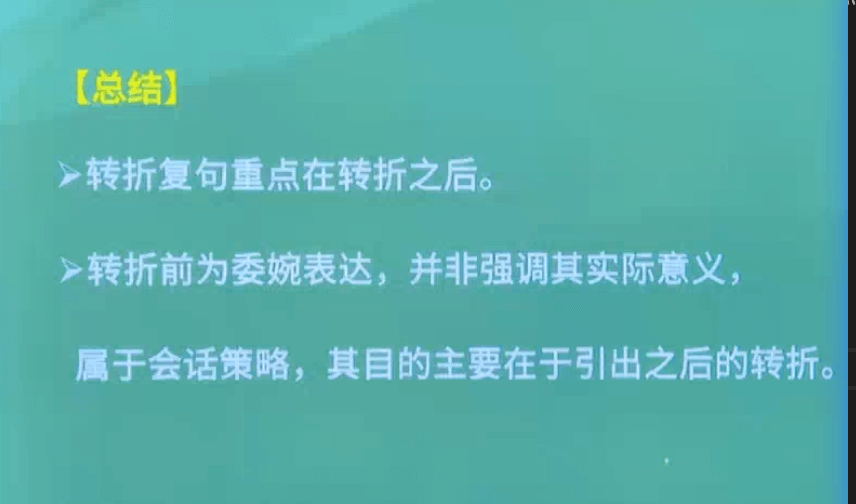 【总结】
➢转折复句重点在转折之后。
➢转折前为委婉表达，并非强调其实际意义，
属于会话策略，其目的主要在于引出之后的转折。